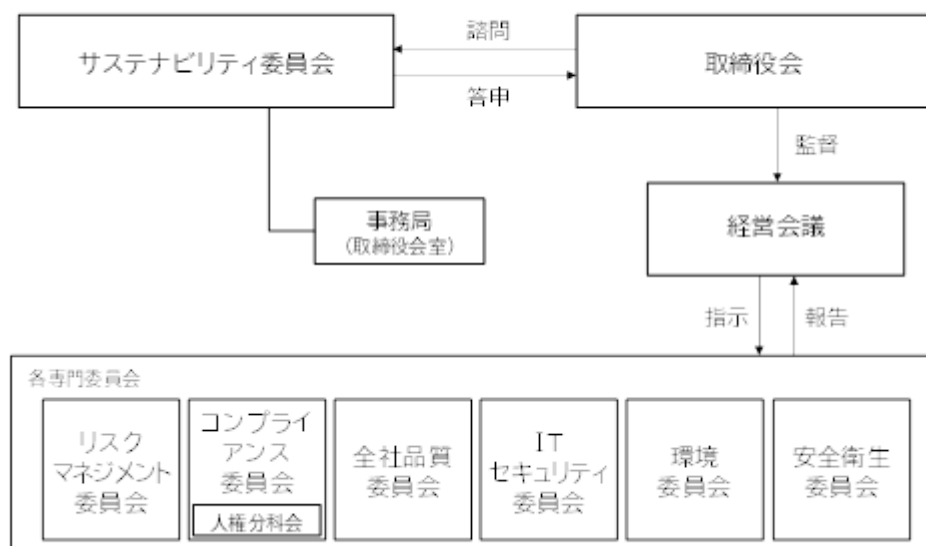 諮問
サステナビリティ委員会
取締役会
答申
監督
事務局
(取締役会室)
経営会議
指示
報告
各専門委員会
リスク
マネジメント
委員会
コンプライ
アンス
委員会
人権分科会
全社品質
委員会
IT
セキュリティ
委員会
環境
委員会
安全衛生
委員会